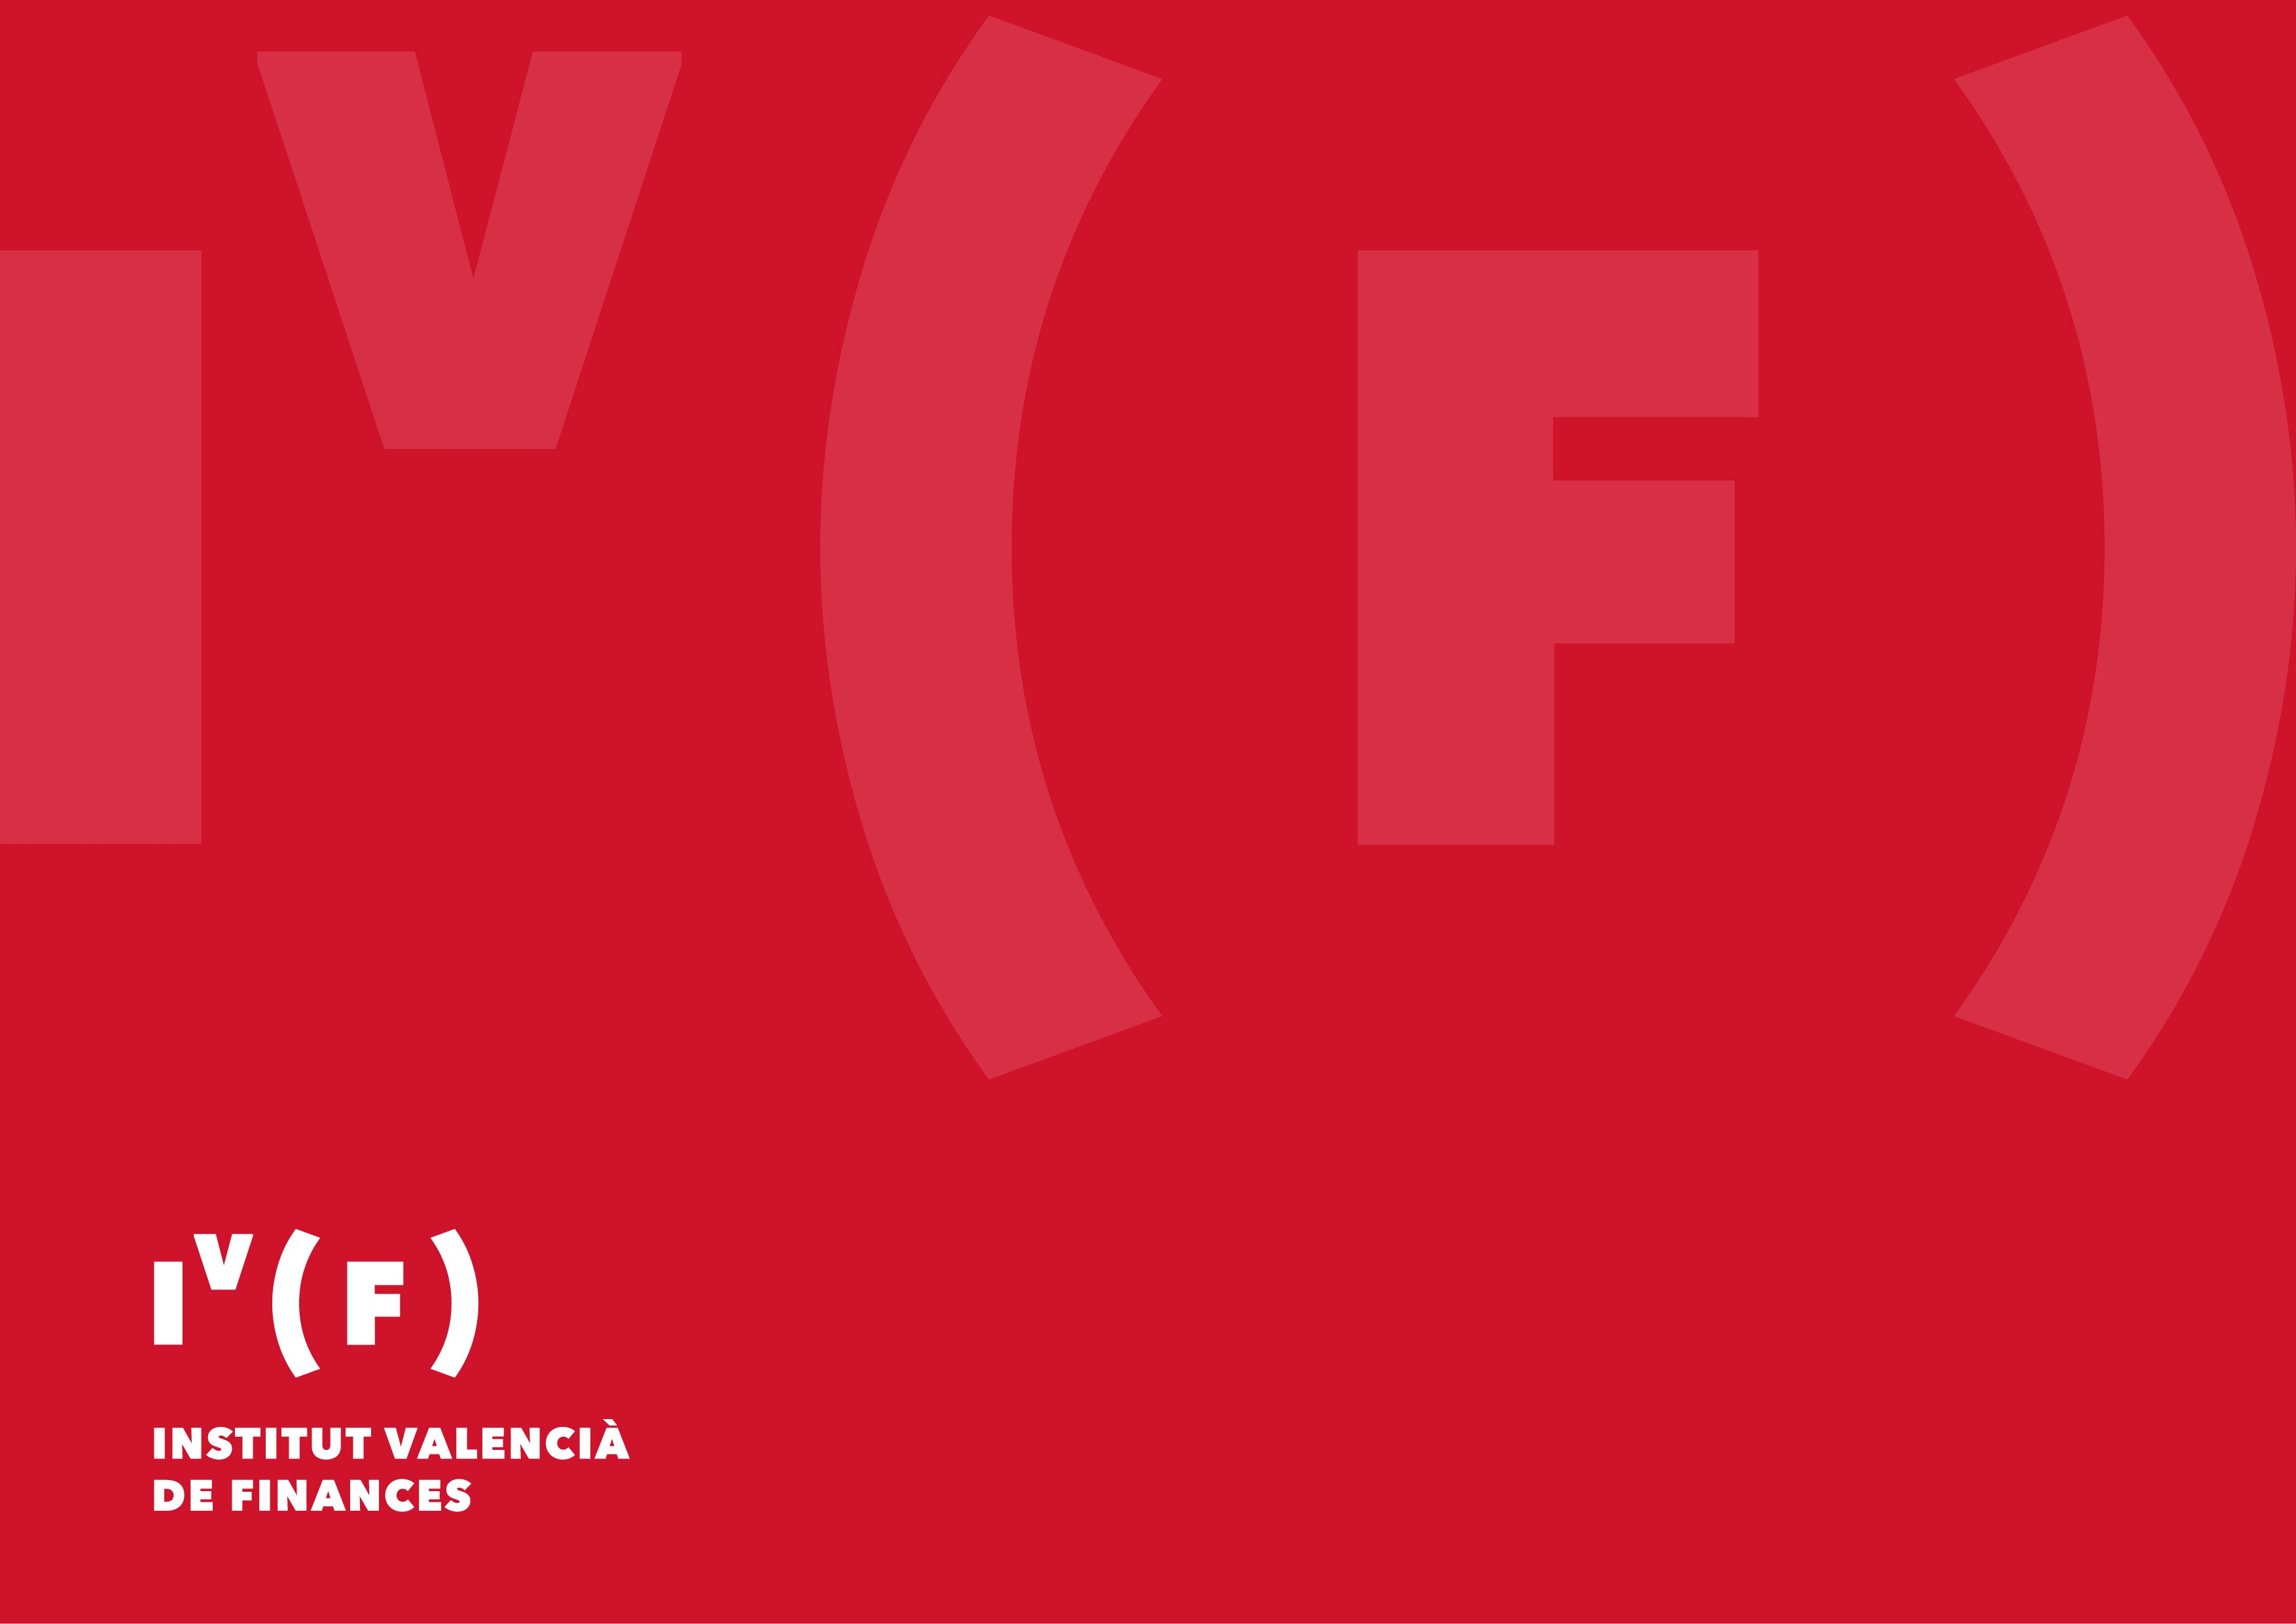 IV(F)
IV(F)
INSTITUT VALENCIÀ
DE FINANCES